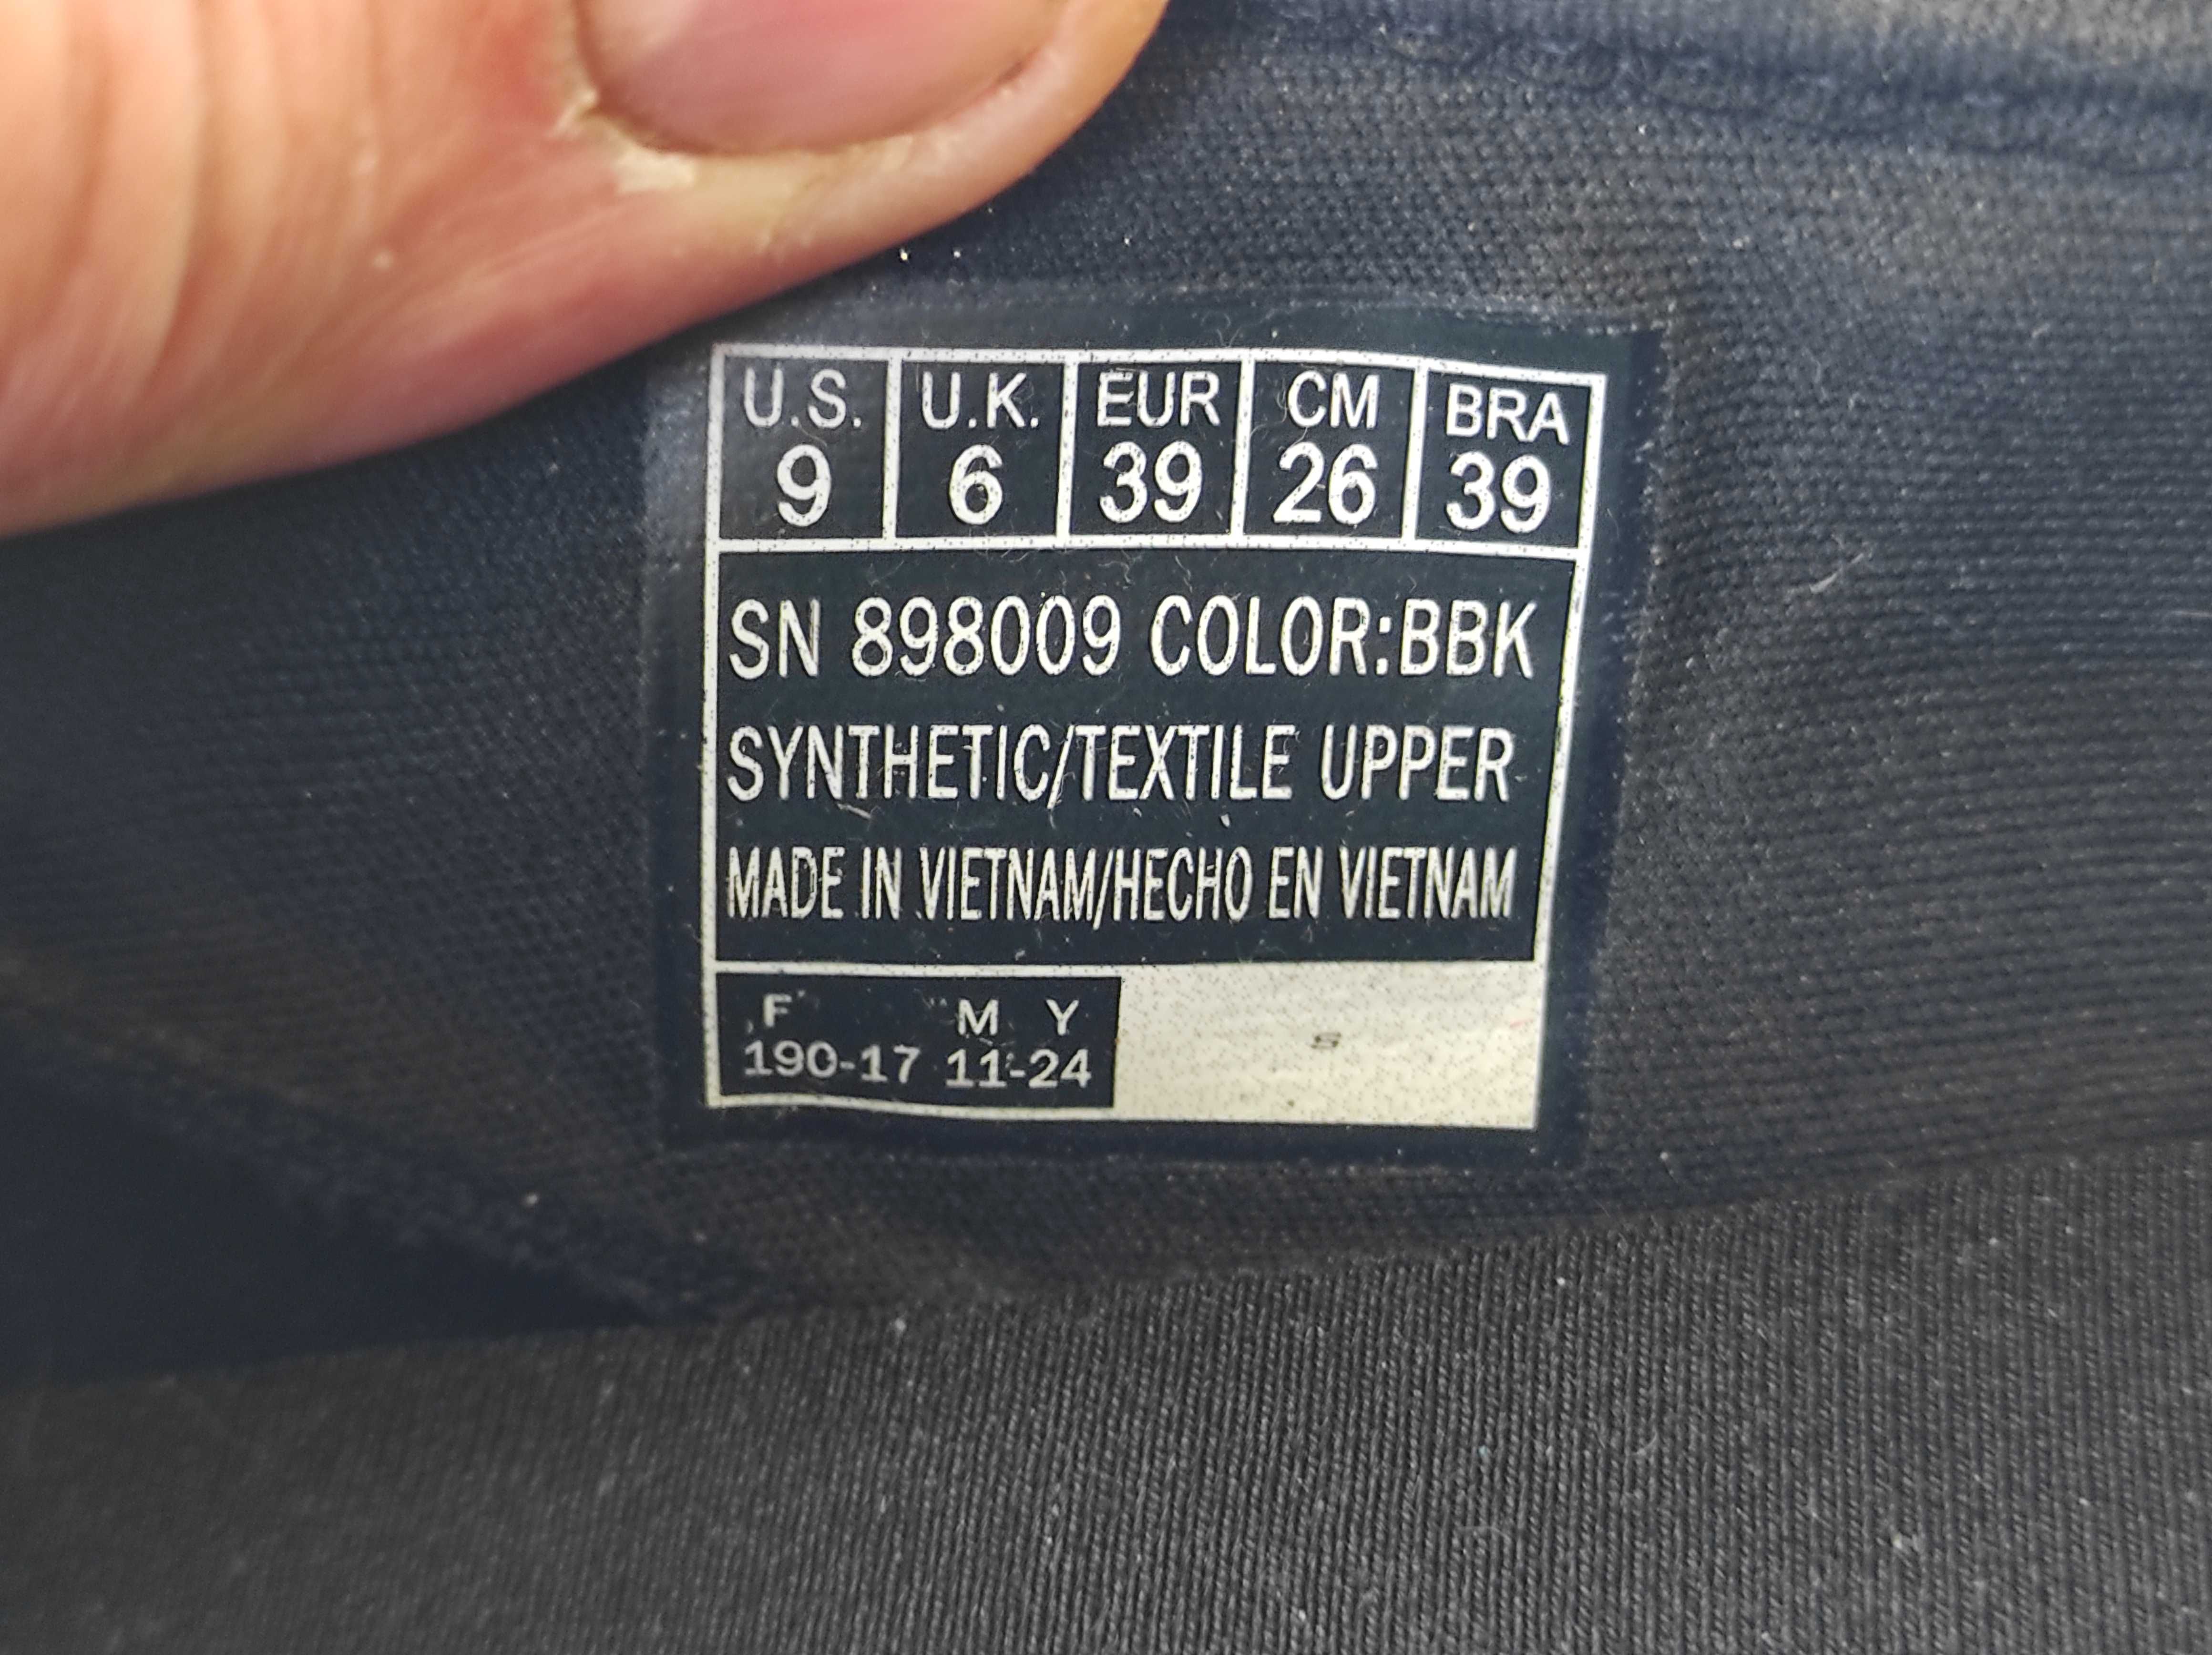 U.S. U.K. EUR CM BRA
9 6 39 26 39
SN 898009 COLOR:BBK
SYNTHETIC/TEXTILE UPPER
MADE IN VIETNAM/HECHO EN VIETNAM
F M Y
190-17 11-24